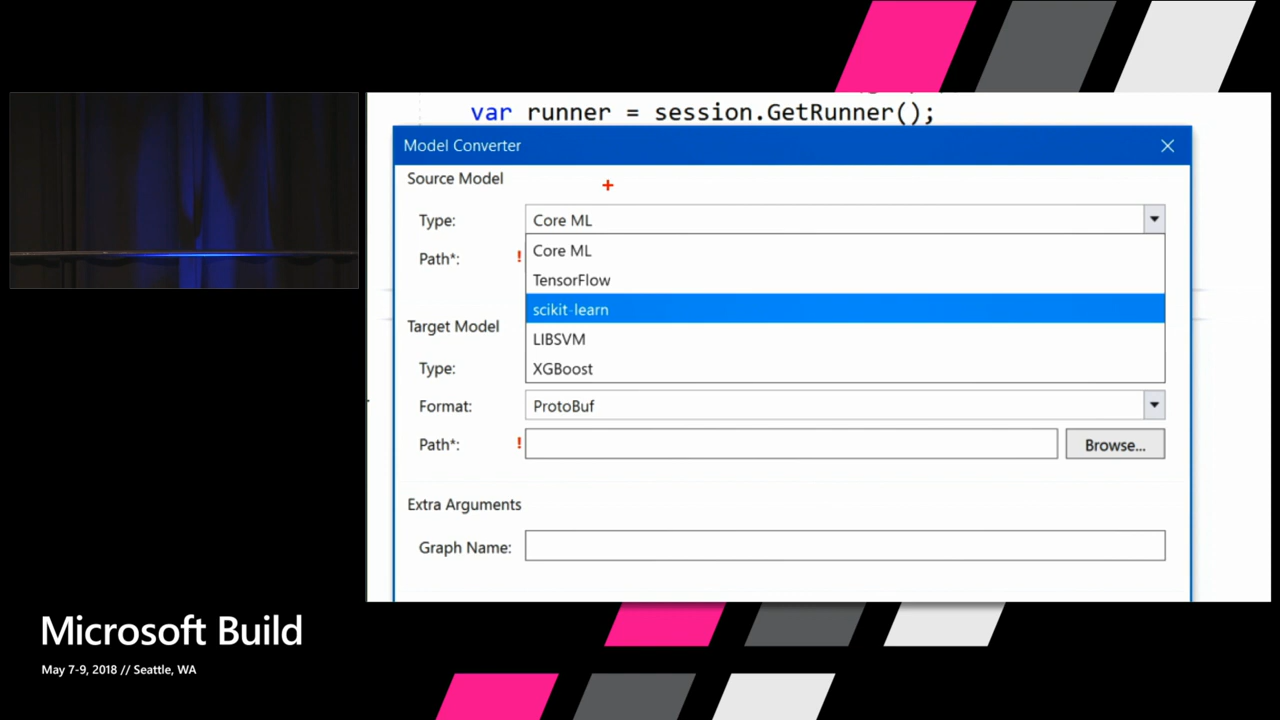 var runner = session.GetRunner();
Model Converter
Source Model
Type: Core ML
Core ML
Path*: !
TensorFlow
scikit-learn
Target Model
LIBSVM
Type:
XGBoost
Format: ProtoBuf
Path*: ! Browse...
Extra Arguments
Graph Name:
Microsoft Build
May 7-9, 2018 // Seattle, WA